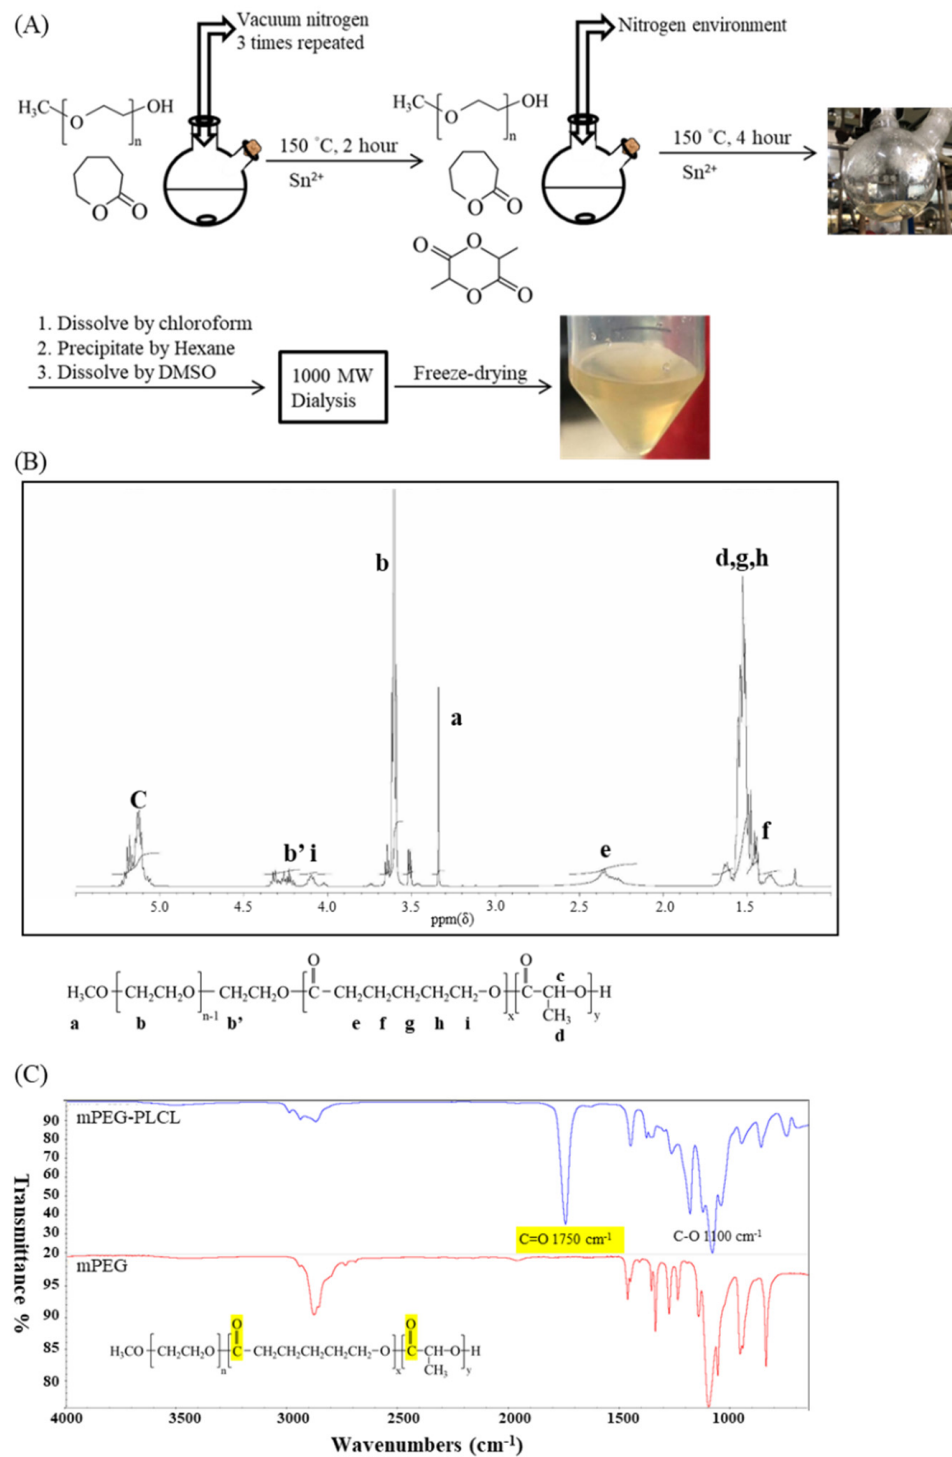 (A)
Vacuum nitrogen
3 times repeated
Nitrogen environment
H₃C
O
n
OH
O
O
150 °C, 2 hour
Sn²⁺
H₃C
O
n
OH
O
O
O
O
O
O
150 °C, 4 hour
Sn²⁺
1. Dissolve by chloroform
2. Precipitate by Hexane
3. Dissolve by DMSO
1000 MW
Dialysis
Freeze-drying
(B)
b
d,g,h
a
C
b’ i
e
f
5.0 4.5 4.0 3.5 3.0 2.5 2.0 1.5
ppm(δ)
O O c
H₃CO [CH₂CH₂O] n-1 CH₂CH₂O [C CH₂CH₂CH₂CH₂CH₂ O] x [C CH O] y H
CH₃
a b b’ e f g h i d
(C)
mPEG-PLCL
90
80
70
60
50
40
30
20
C=O 1750 cm⁻¹
C-O 1100 cm⁻¹
mPEG
95
90
85
80
O O
H₃CO [CH₂CH₂O] n [C CH₂CH₂CH₂CH₂CH₂ O] x [C CH O] y H
CH₃
Transmittance %
4000 3500 3000 2500 2000 1500 1000
Wavenumbers (cm⁻¹)